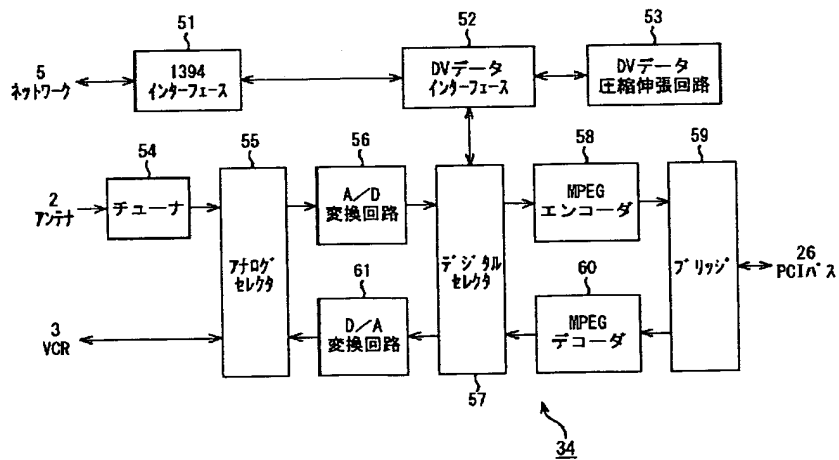 51
52
53
5
ネットワーク
1394
インターフェース
DVデータ
インターフェース
DVデータ
圧縮伸張回路
54
55
56
58
59
2
アンテナ
チューナ
アナログ
セレクタ
A/D
変換回路
デジタル
セレクタ
MPEG
エンコーダ
ブリッジ
26
PCIバス
61
60
3
VCR
D/A
変換回路
MPEG
デコーダ
57
34